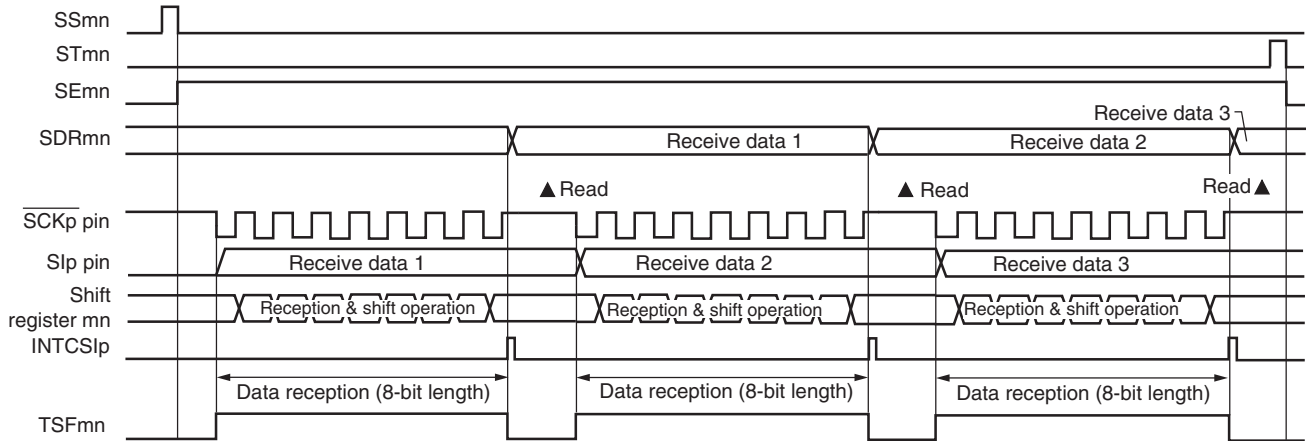 SSmn
STmn
SEmn
Receive data 3
SDRmn
Receive data 1
Receive data 2
▲ Read
▲ Read
Read ▲
SCKp pin
SIp pin
Receive data 1
Receive data 2
Receive data 3
Shift
register mn
Reception & shift operation
Reception & shift operation
Reception & shift operation
INTCSIp
Data reception (8-bit length)
Data reception (8-bit length)
Data reception (8-bit length)
TSFmn